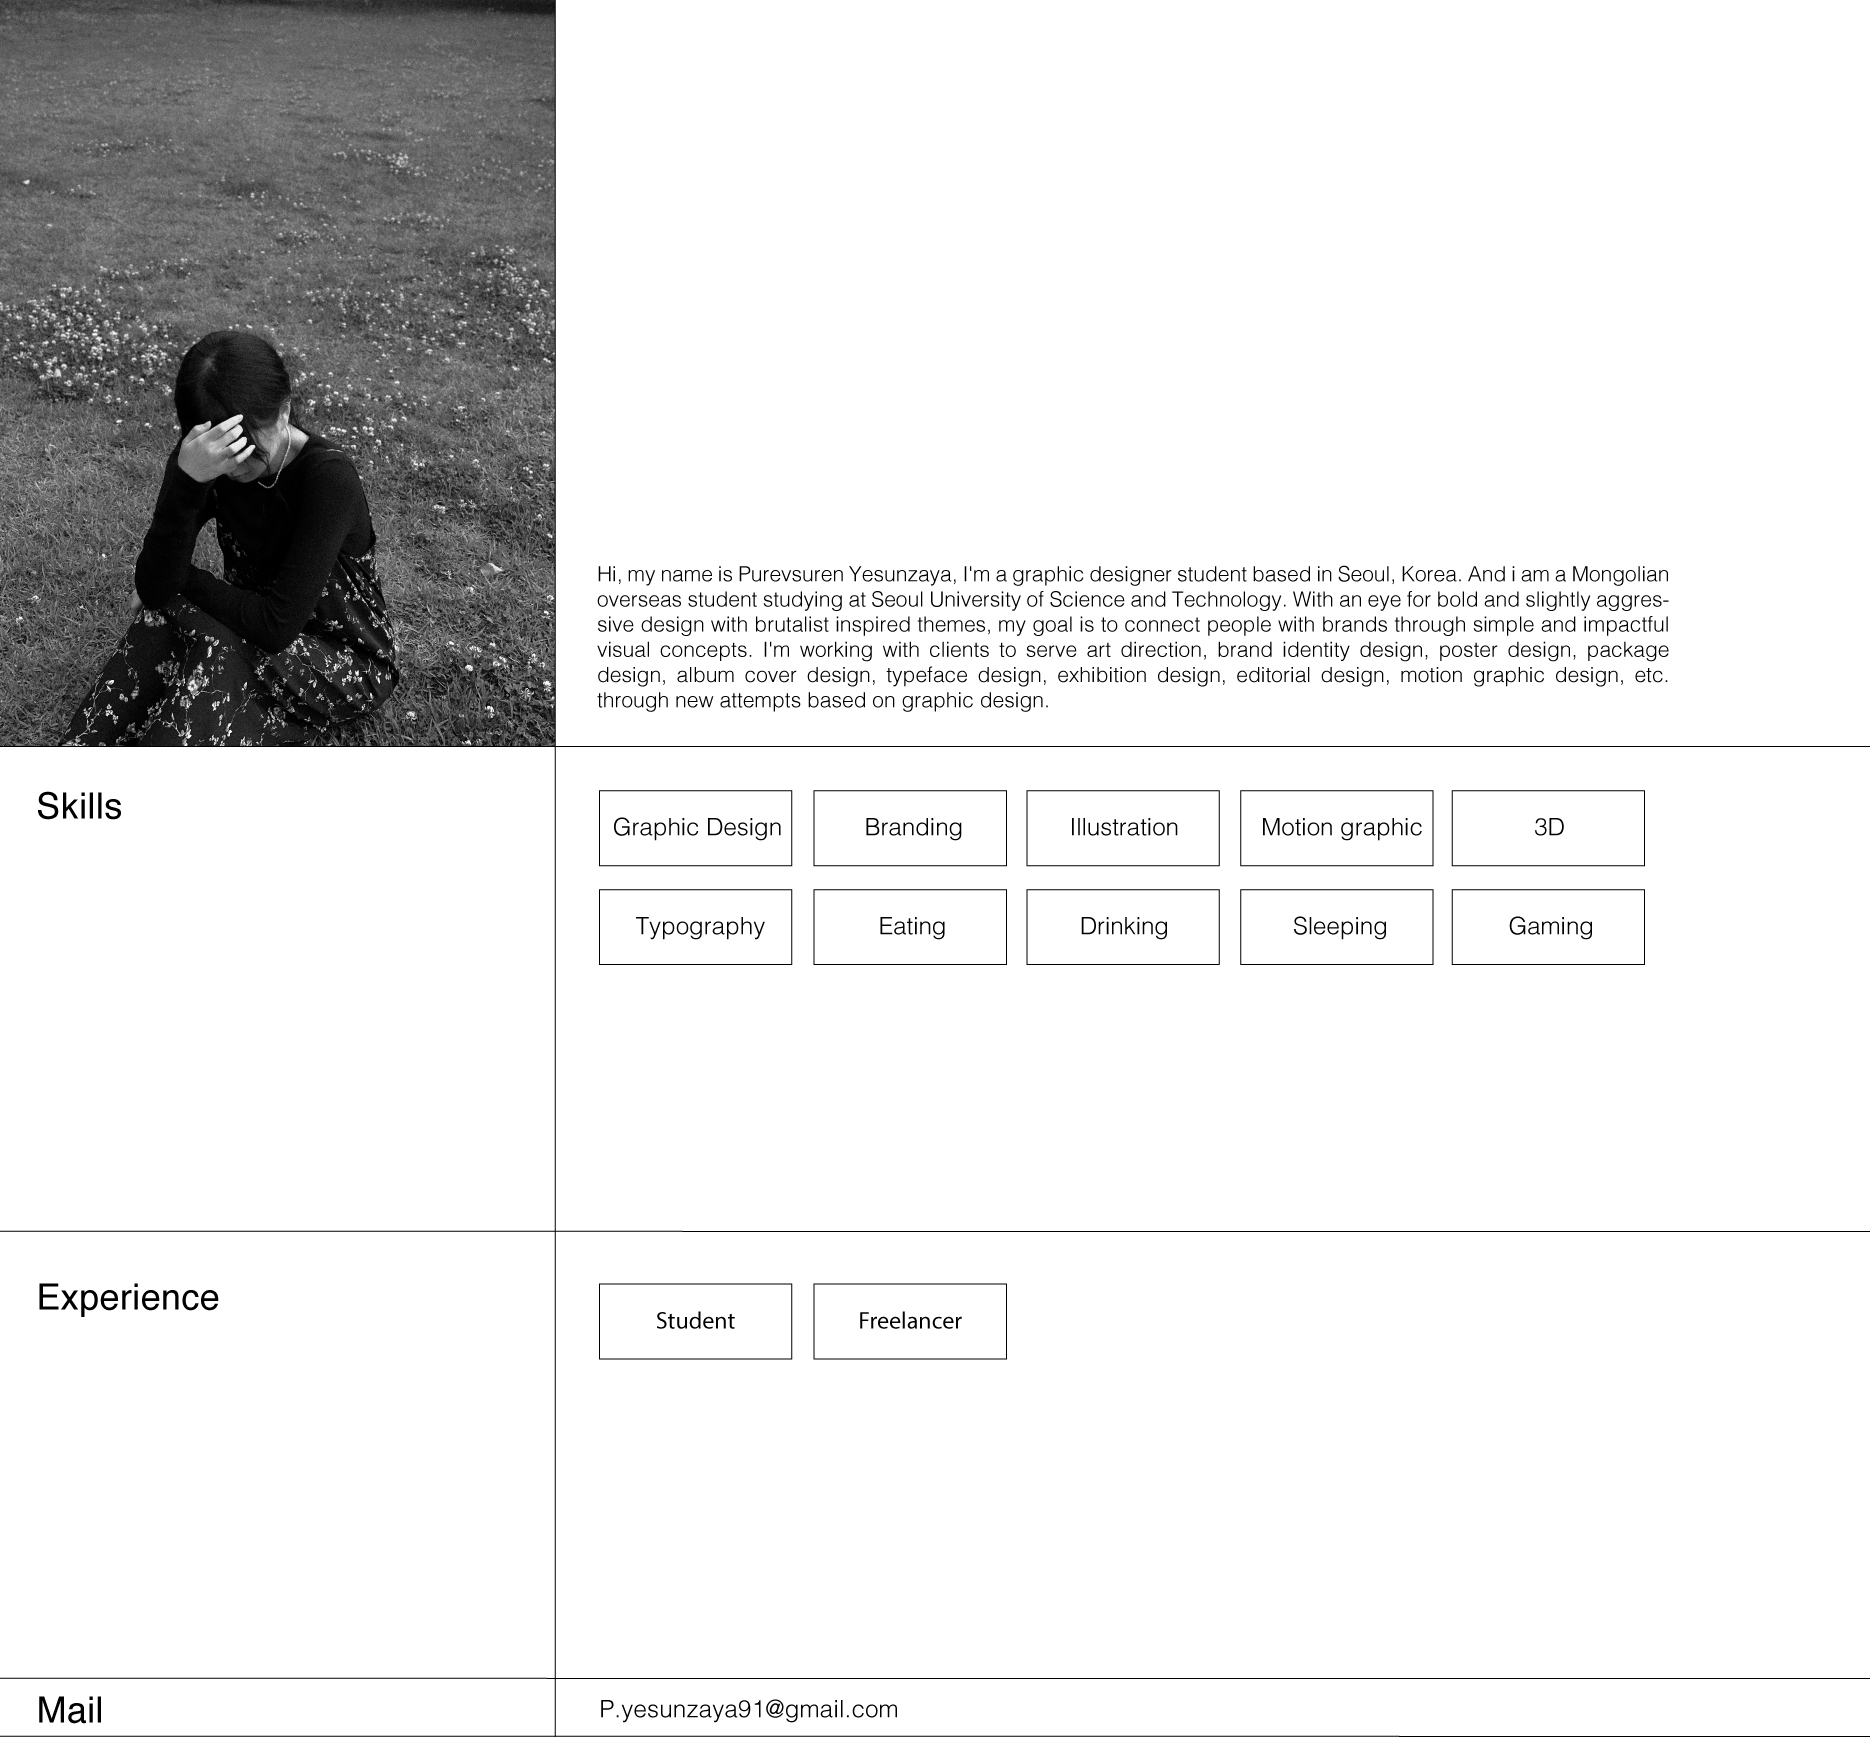 Hi, my name is Purevsuren Yesunzaya, I'm a graphic designer student based in Seoul, Korea. And i am a Mongolian
overseas student studying at Seoul University of Science and Technology. With an eye for bold and slightly aggres-
sive design with brutalist inspired themes, my goal is to connect people with brands through simple and impactful
visual concepts. I'm working with clients to serve art direction, brand identity design, poster design, package
design, album cover design, typeface design, exhibition design, editorial design, motion graphic design, etc.
through new attempts based on graphic design.
Skills
Graphic Design
Branding
Illustration
Motion graphic
3D
Typography
Eating
Drinking
Sleeping
Gaming
Experience
Student
Freelancer
Mail
P.yesunzaya91@gmail.com